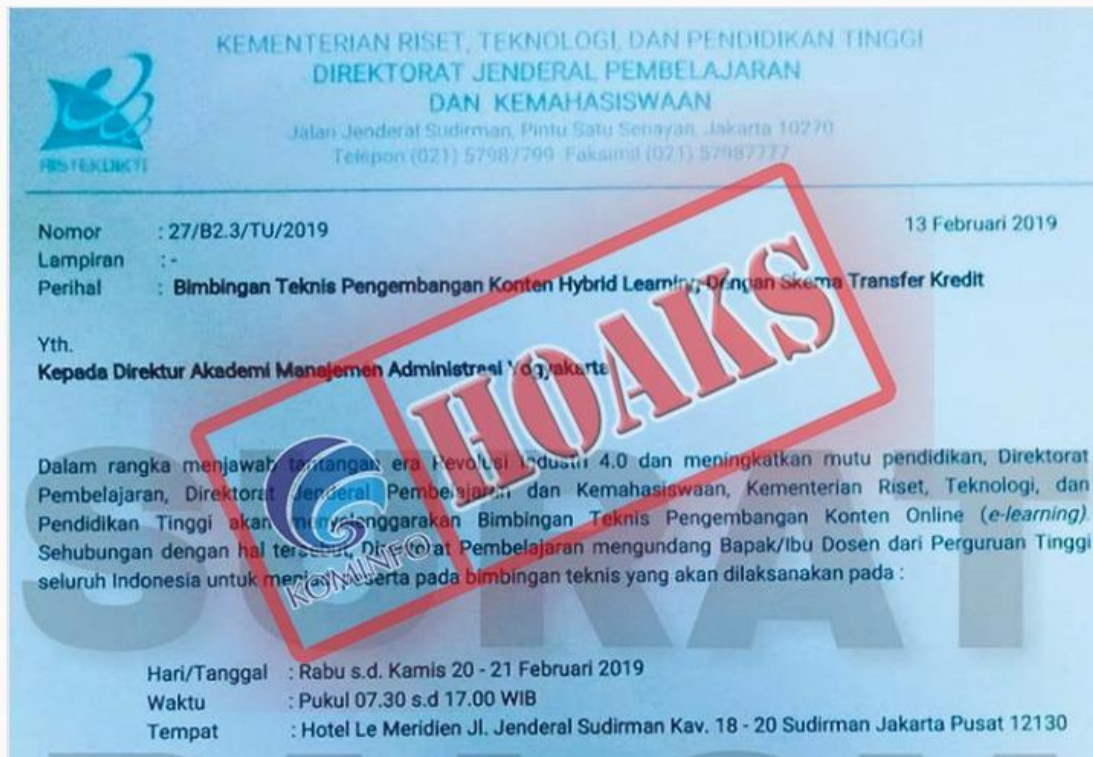 KEMENTERIAN RISET, TEKNOLOGI, DAN PENDIDIKAN TINGGI
DIREKTORAT JENDERAL PEMBELAJARAN
DAN KEMAHASISWAAN
Jalan Jenderal Sudirman, Pintu Satu Senayan, Jakarta 10270
Telepon (021) 57987799 Faksimil (021) 57987777
RISTEKDIKTI
Nomor : 27/B2.3/TU/2019 13 Februari 2019
Lampiran : -
Perihal : Bimbingan Teknis Pengembangan Konten Hybrid Learning Dengan Skema Transfer Kredit
Yth.
Kepada Direktur Akademi Manajemen Administrasi Yogyakarta
HOAKS
KOMINFO
Dalam rangka menjawab tantangan era Revolusi Industri 4.0 dan meningkatkan mutu pendidikan, Direktorat
Pembelajaran, Direktorat Jenderal Pembelajaran dan Kemahasiswaan, Kementerian Riset, Teknologi, dan
Pendidikan Tinggi akan menyelenggarakan Bimbingan Teknis Pengembangan Konten Online (e-learning).
Sehubungan dengan hal tersebut, Direktorat Pembelajaran mengundang Bapak/Ibu Dosen dari Perguruan Tinggi
seluruh Indonesia untuk menjadi peserta pada bimbingan teknis yang akan dilaksanakan pada :
SURAT
Hari/Tanggal : Rabu s.d. Kamis 20 - 21 Februari 2019
Waktu : Pukul 07.30 s.d 17.00 WIB
Tempat : Hotel Le Meridien Jl. Jenderal Sudirman Kav. 18 - 20 Sudirman Jakarta Pusat 12130